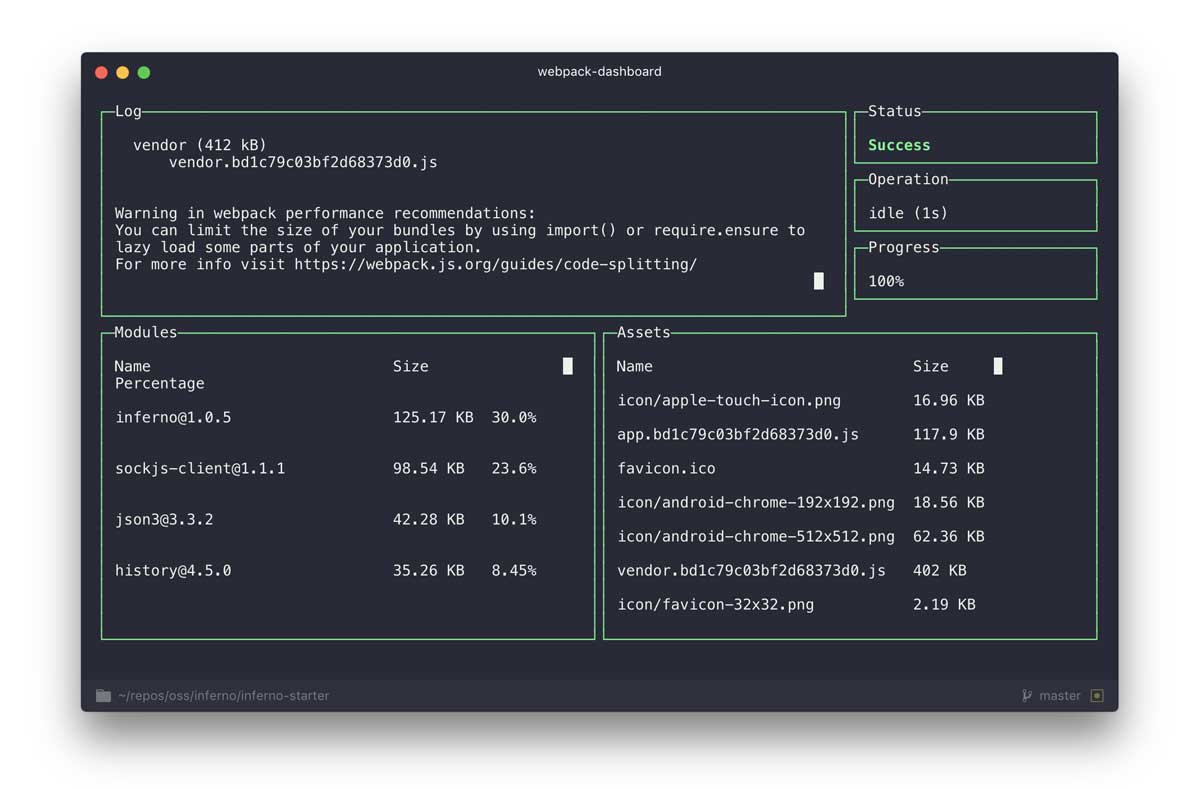 webpack-dashboard
Log
vendor (412 kB)
vendor.bd1c79c03bf2d68373d0.js
Warning in webpack performance recommendations:
You can limit the size of your bundles by using import() or require.ensure to
lazy load some parts of your application.
For more info visit https://webpack.js.org/guides/code-splitting/
Status
Success
Operation
idle (1s)
Progress
100%
Modules
Name Size
Percentage
inferno@1.0.5 125.17 KB 30.0%
sockjs-client@1.1.1 98.54 KB 23.6%
json3@3.3.2 42.28 KB 10.1%
history@4.5.0 35.26 KB 8.45%
Assets
Name Size
icon/apple-touch-icon.png 16.96 KB
app.bd1c79c03bf2d68373d0.js 117.9 KB
favicon.ico 14.73 KB
icon/android-chrome-192x192.png 18.56 KB
icon/android-chrome-512x512.png 62.36 KB
vendor.bd1c79c03bf2d68373d0.js 402 KB
icon/favicon-32x32.png 2.19 KB
~/repos/oss/inferno/inferno-starter
master